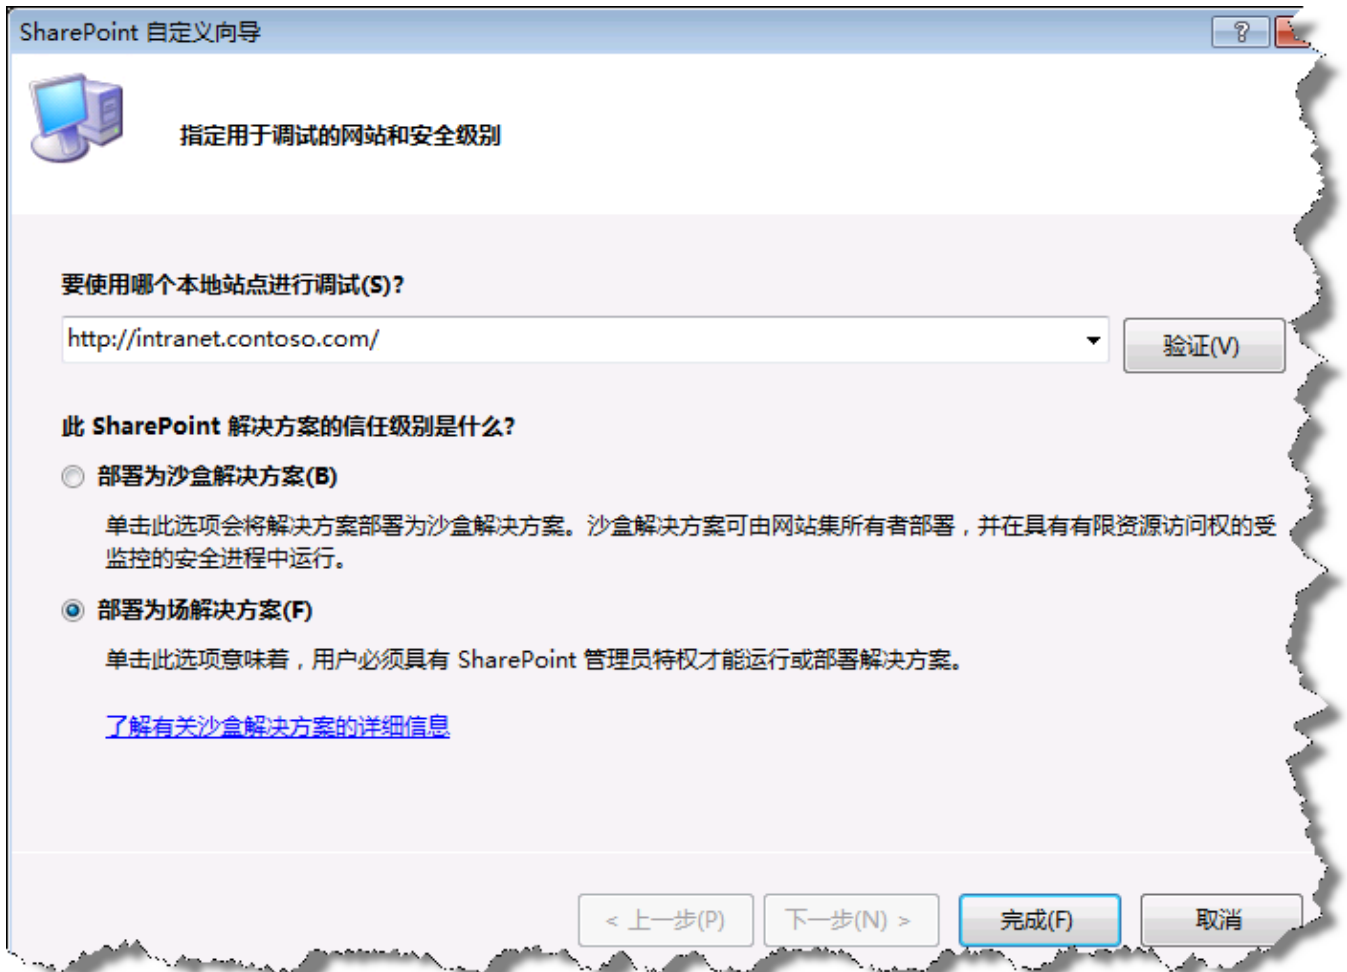 SharePoint 自定义向导
?
指定用于调试的网站和安全级别
要使用哪个本地站点进行调试(S)?
http://intranet.contoso.com/
验证(V)
此 SharePoint 解决方案的信任级别是什么?
部署为沙盒解决方案(B)
单击此选项会将解决方案部署为沙盒解决方案。沙盒解决方案可由网站集所有者部署，并在具有有限资源访问权的受
监控的安全进程中运行。
部署为场解决方案(F)
单击此选项意味着，用户必须具有 SharePoint 管理员特权才能运行或部署解决方案。
了解有关沙盒解决方案的详细信息
< 上一步(P)
下一步(N) >
完成(F)
取消